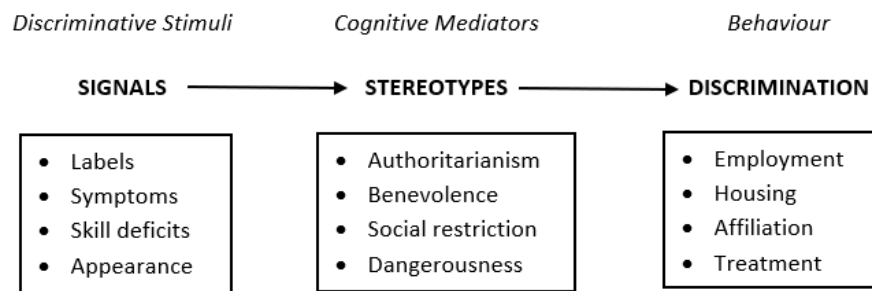 Discriminative Stimuli Cognitive Mediators Behaviour
SIGNALS STEREOTYPES DISCRIMINATION
• Labels
• Symptoms
• Skill deficits
• Appearance
• Authoritarianism
• Benevolence
• Social restriction
• Dangerousness
• Employment
• Housing
• Affiliation
• Treatment